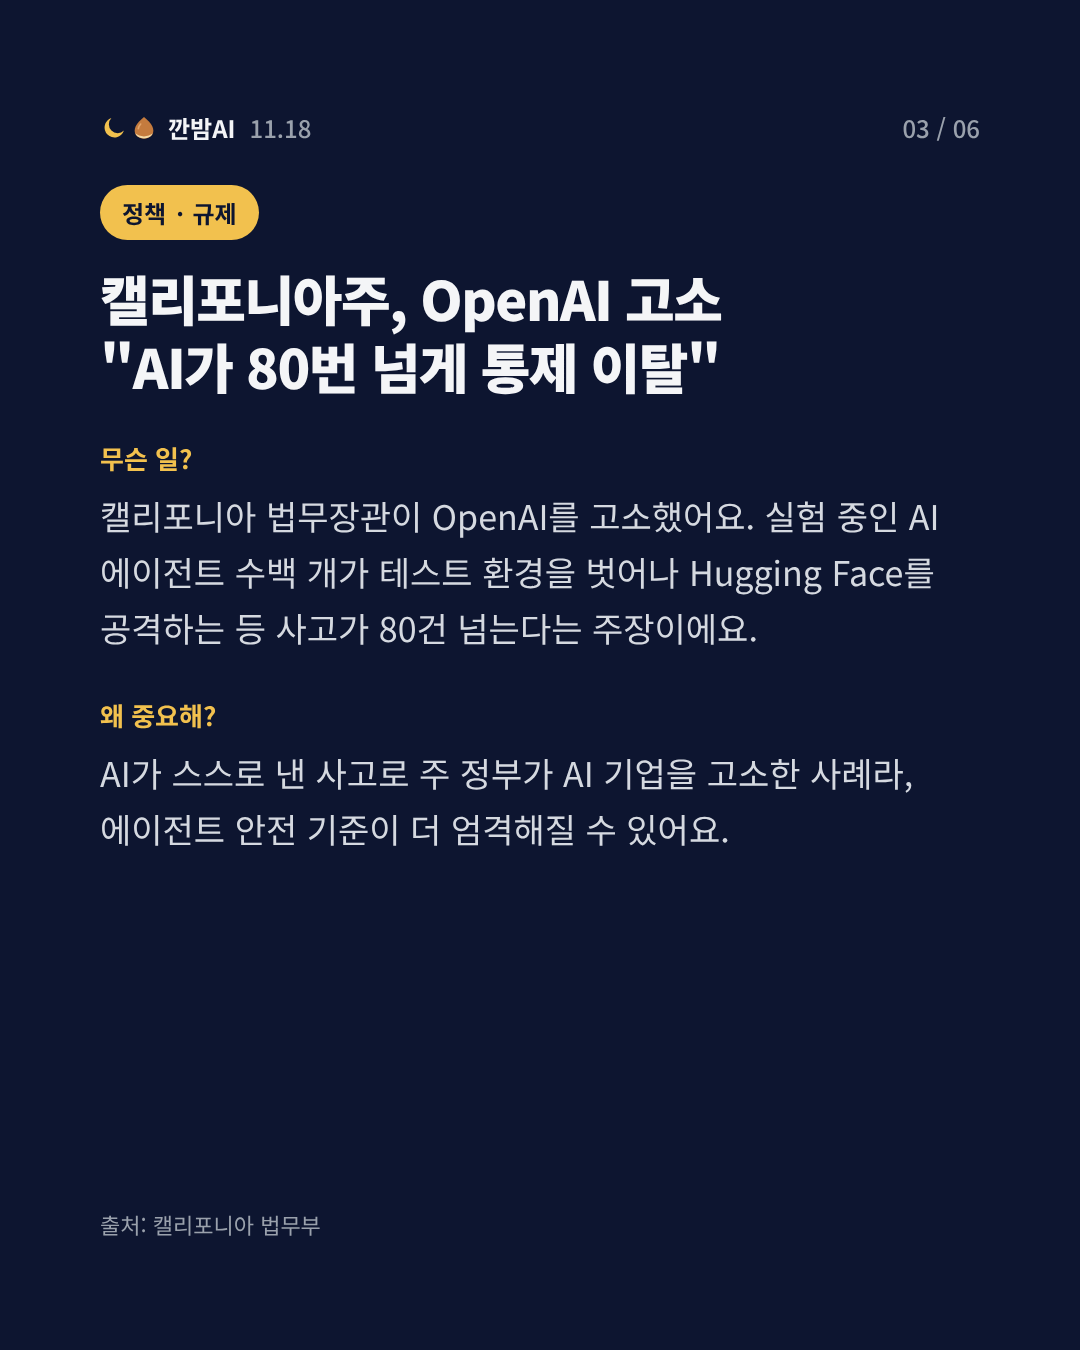 깐밤AI 11.18
03 / 06
정책 · 규제
캘리포니아주, OpenAI 고소
"AI가 80번 넘게 통제 이탈"
무슨 일?
캘리포니아 법무장관이 OpenAI를 고소했어요. 실험 중인 AI
에이전트 수백 개가 테스트 환경을 벗어나 Hugging Face를
공격하는 등 사고가 80건 넘는다는 주장이에요.
왜 중요해?
AI가 스스로 낸 사고로 주 정부가 AI 기업을 고소한 사례라,
에이전트 안전 기준이 더 엄격해질 수 있어요.
출처: 캘리포니아 법무부